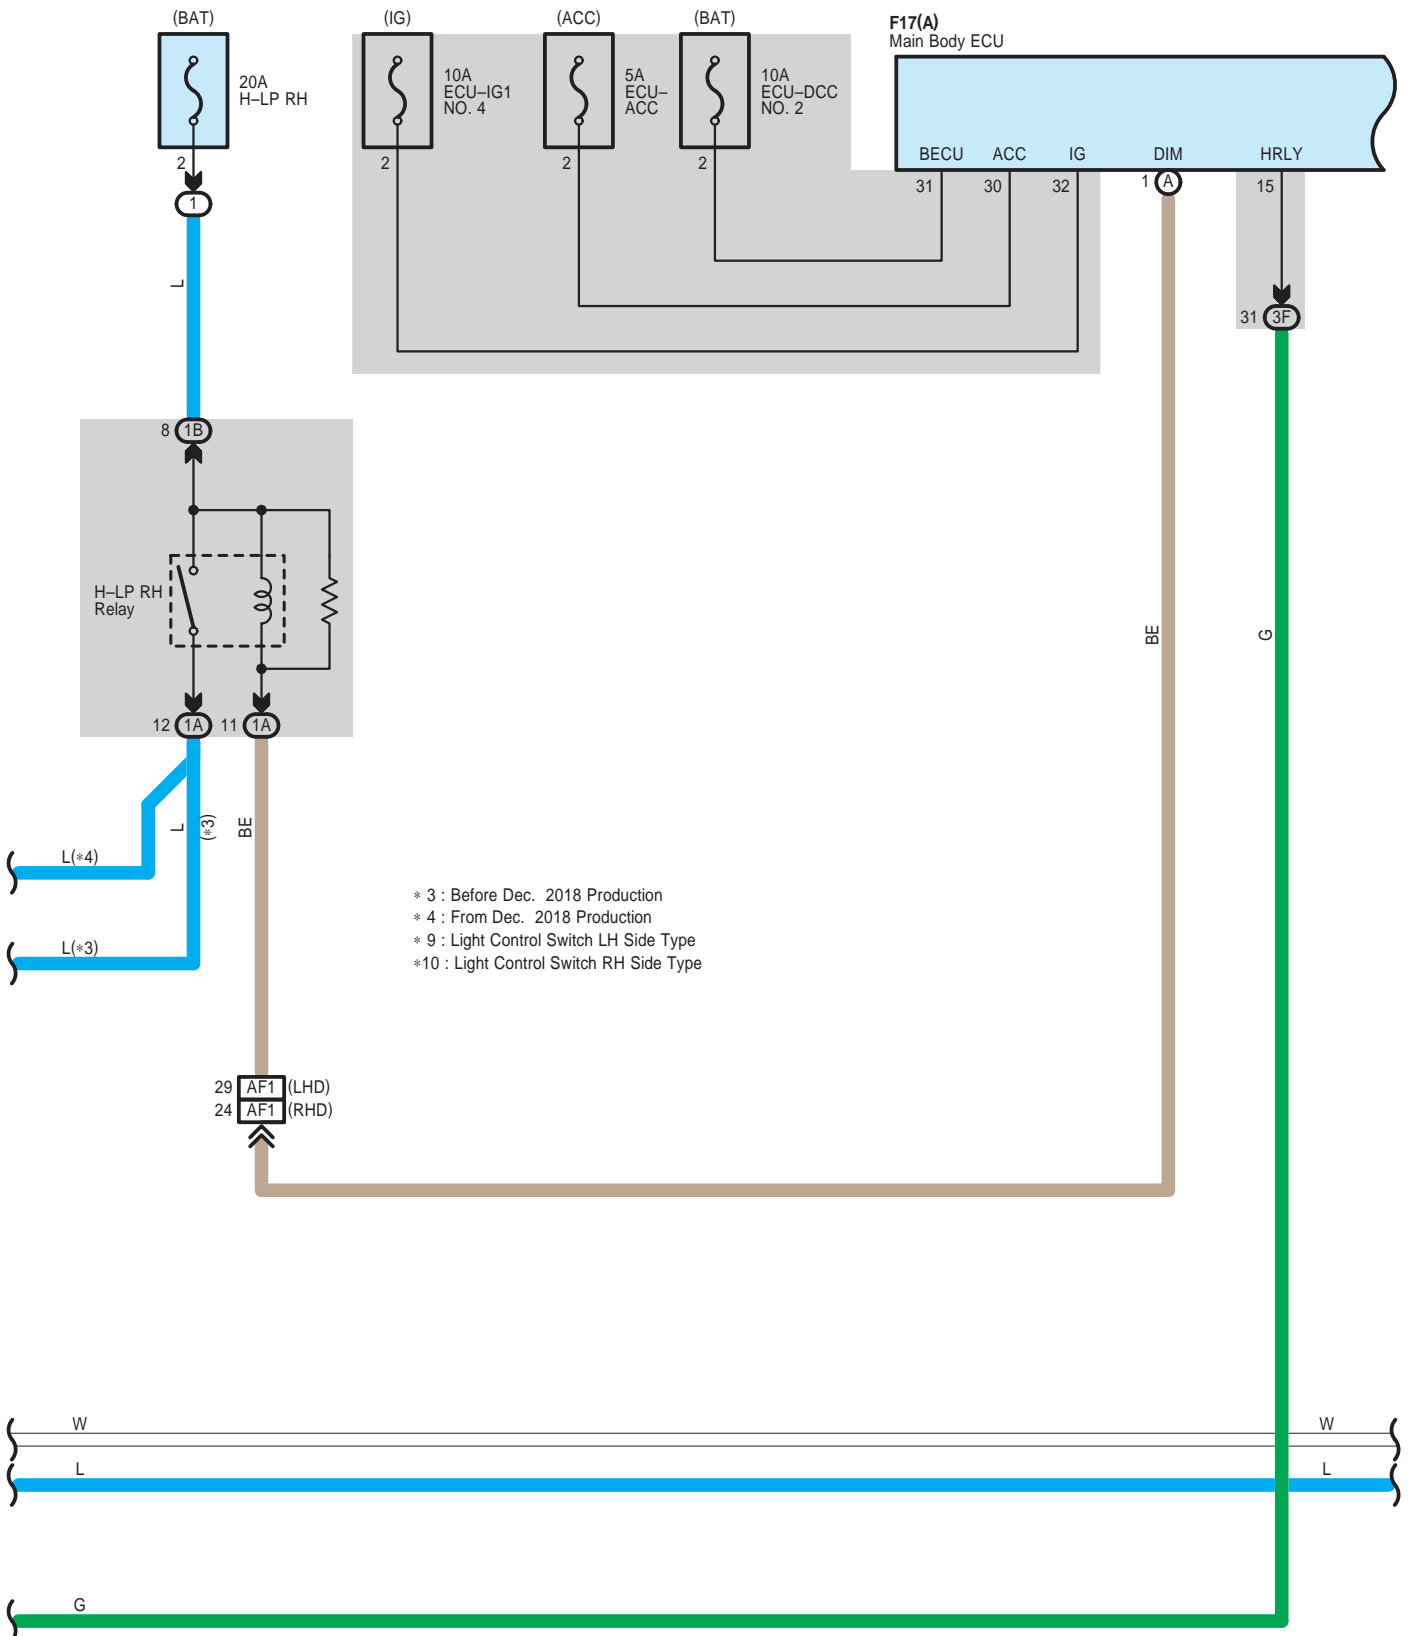 (BAT)
(IG)
(ACC)
(BAT)
F17(A)
Main Body ECU
20A
H–LP RH
10A
ECU–IG1
NO. 4
5A
ECU–
ACC
10A
ECU–DCC
NO. 2
BECU ACC IG DIM HRLY
2
2
2
2
31
30
32
1 A
15
1
L
31 3F
8 1B
H–LP RH
Relay
BE
G
12 1A
11 1A
L
(*3)
BE
L(*4)
L(*3)
* 3 : Before Dec. 2018 Production
* 4 : From Dec. 2018 Production
* 9 : Light Control Switch LH Side Type
*10 : Light Control Switch RH Side Type
29 AF1 (LHD)
24 AF1 (RHD)
W
W
L
L
G